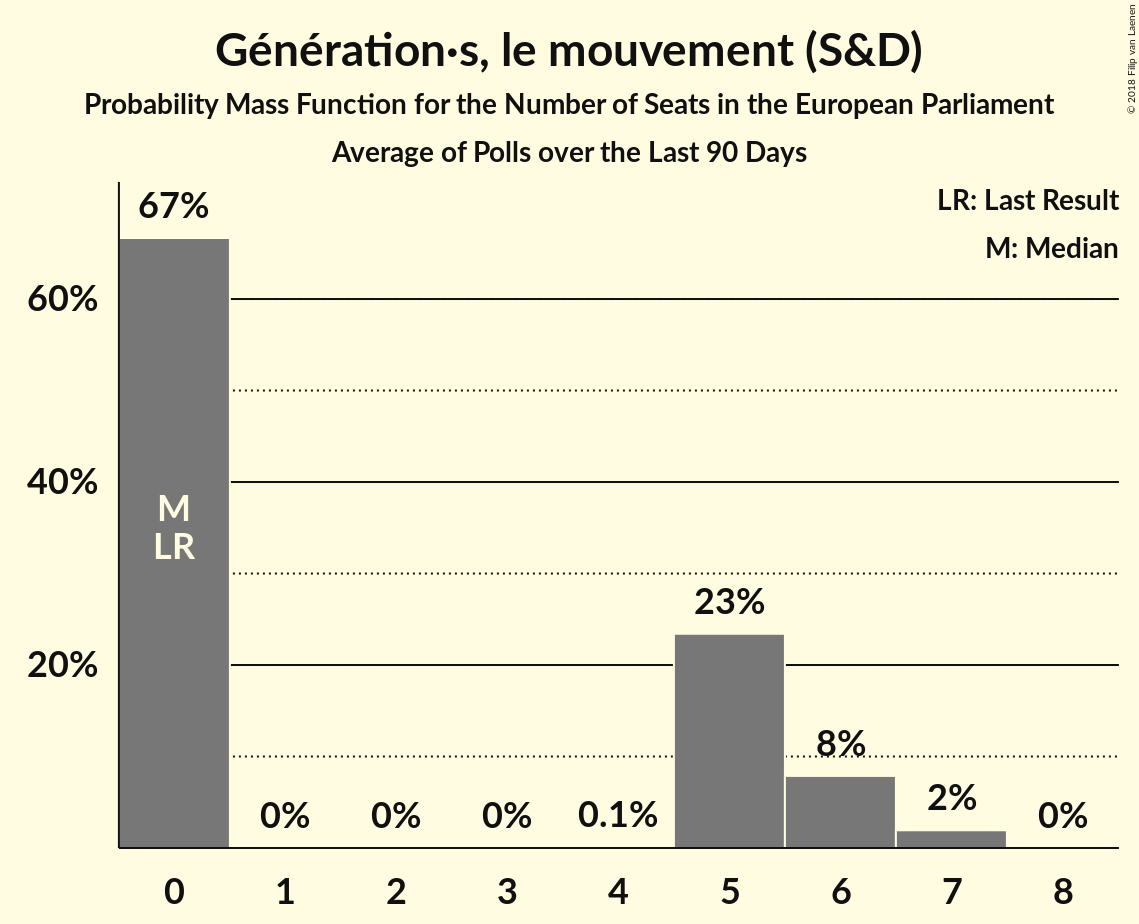 Génération·s, le mouvement (S&D)
Probability Mass Function for the Number of Seats in the European Parliament
Average of Polls over the Last 90 Days
© 2018 Filip van Laenen
LR: Last Result
M: Median
67%
60%
40%
20%
M
LR
0%
0%
0%
0.1%
23%
8%
2%
0%
0
1
2
3
4
5
6
7
8